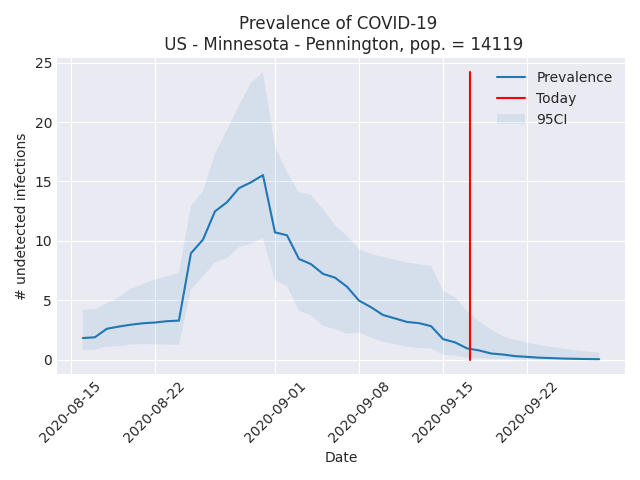 Prevalence of COVID-19
US - Minnesota - Pennington, pop. = 14119
25
20
15
10
5
0
# undetected infections
Prevalence
Today
95CI
2020-08-15
2020-08-22
2020-09-01
2020-09-08
2020-09-15
2020-09-22
Date